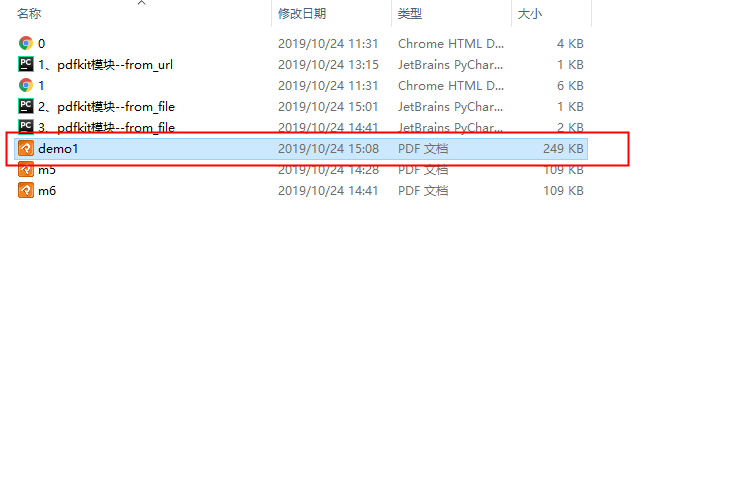 名称 修改日期 类型 大小
0 2019/10/24 11:31 Chrome HTML D... 4 KB
1、pdfkit模块--from_url 2019/10/24 13:15 JetBrains PyChar... 1 KB
1 2019/10/24 11:31 Chrome HTML D... 6 KB
2、pdfkit模块--from_file 2019/10/24 15:01 JetBrains PyChar... 1 KB
3、pdfkit模块--from_file 2019/10/24 14:41 JetBrains PyChar... 2 KB
demo1 2019/10/24 15:08 PDF 文档 249 KB
m5 2019/10/24 14:28 PDF 文档 109 KB
m6 2019/10/24 14:41 PDF 文档 109 KB